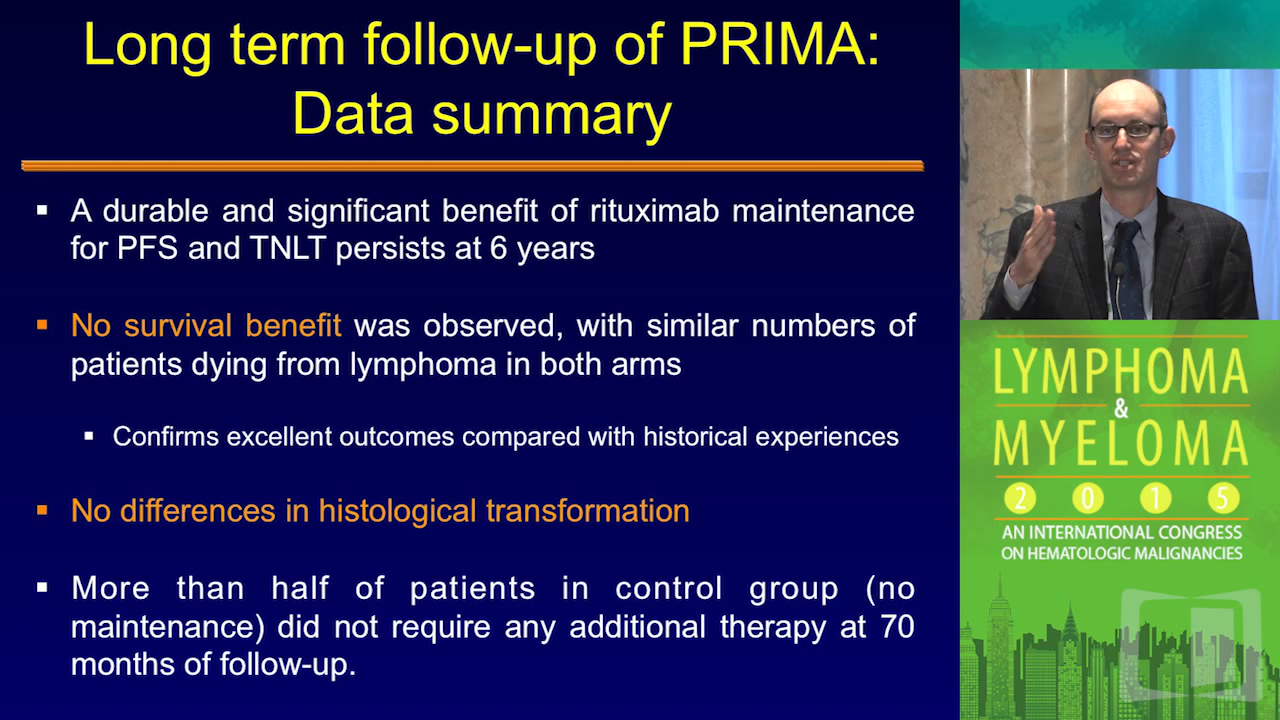 Long term follow-up of PRIMA:
Data summary
▪ A durable and significant benefit of rituximab maintenance
for PFS and TNLT persists at 6 years
▪ No survival benefit was observed, with similar numbers of
patients dying from lymphoma in both arms
▪ Confirms excellent outcomes compared with historical experiences
▪ No differences in histological transformation
▪ More than half of patients in control group (no
maintenance) did not require any additional therapy at 70
months of follow-up.
LYMPHOMA
&
MYELOMA
2 0 1 5
AN INTERNATIONAL CONGRESS
ON HEMATOLOGIC MALIGNANCIES